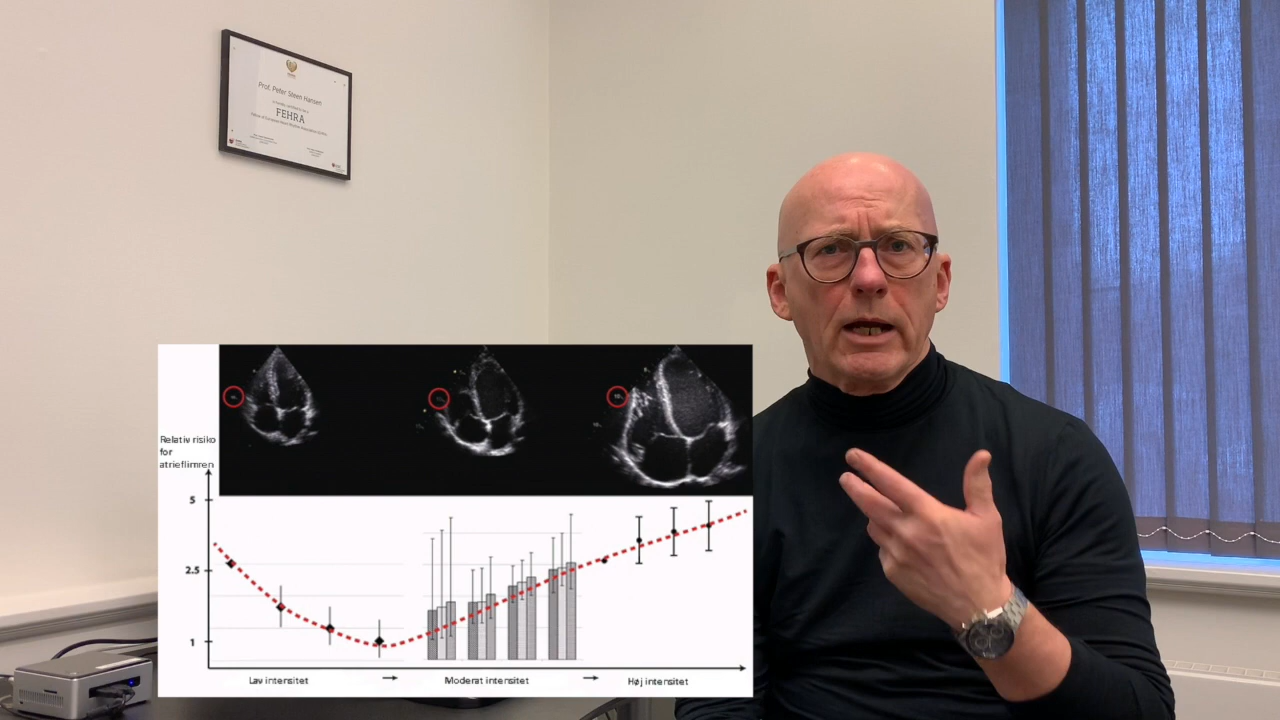 Prof. Peter Steen Hansen
FEHRA
Relativ risiko
for
atrieflimren
5
2.5
1
Lav intensitet
Moderat intensitet
Høj intensitet